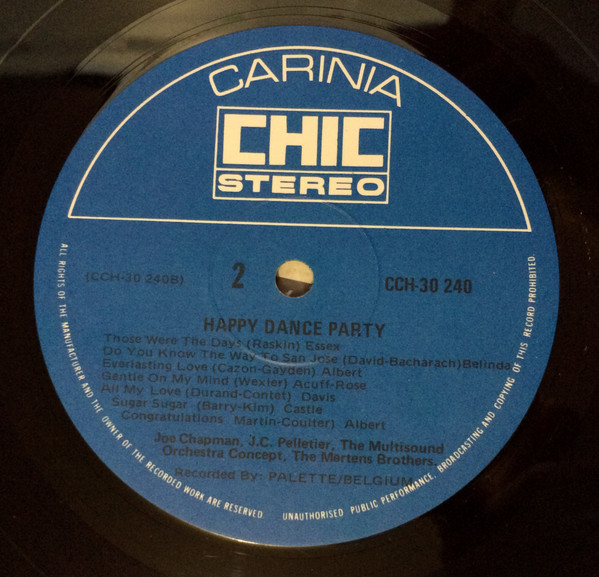 CARINIA
CHIC
STEREO
(CCH-30 240B) 2 CCH-30 240
HAPPY DANCE PARTY
Those Were The Days (Raskin) Essex
Do You Know The Way To San Jose (David-Bacharach)Belinda
Everlasting Love (Cazon-Gayden) Albert
Gentle On My Mind (Wexler) Acuff-Rose
All My Love (Durand-Contet) Davis
Sugar Sugar (Barry-Kim) Castle
Congratulations Martin-Coulter) Albert
Joe Chapman, J.C. Pelletier, The Multisound
Orchestra Concept, The Martens Brothers.
Recorded By: PALETTE/BELGIUM
ALL RIGHTS OF THE MANUFACTURER AND THE OWNER OF THE RECORDED WORK ARE RESERVED. UNAUTHORISED PUBLIC PERFORMANCE, BROADCASTING AND COPYING OF THIS RECORD PROHIBITED.